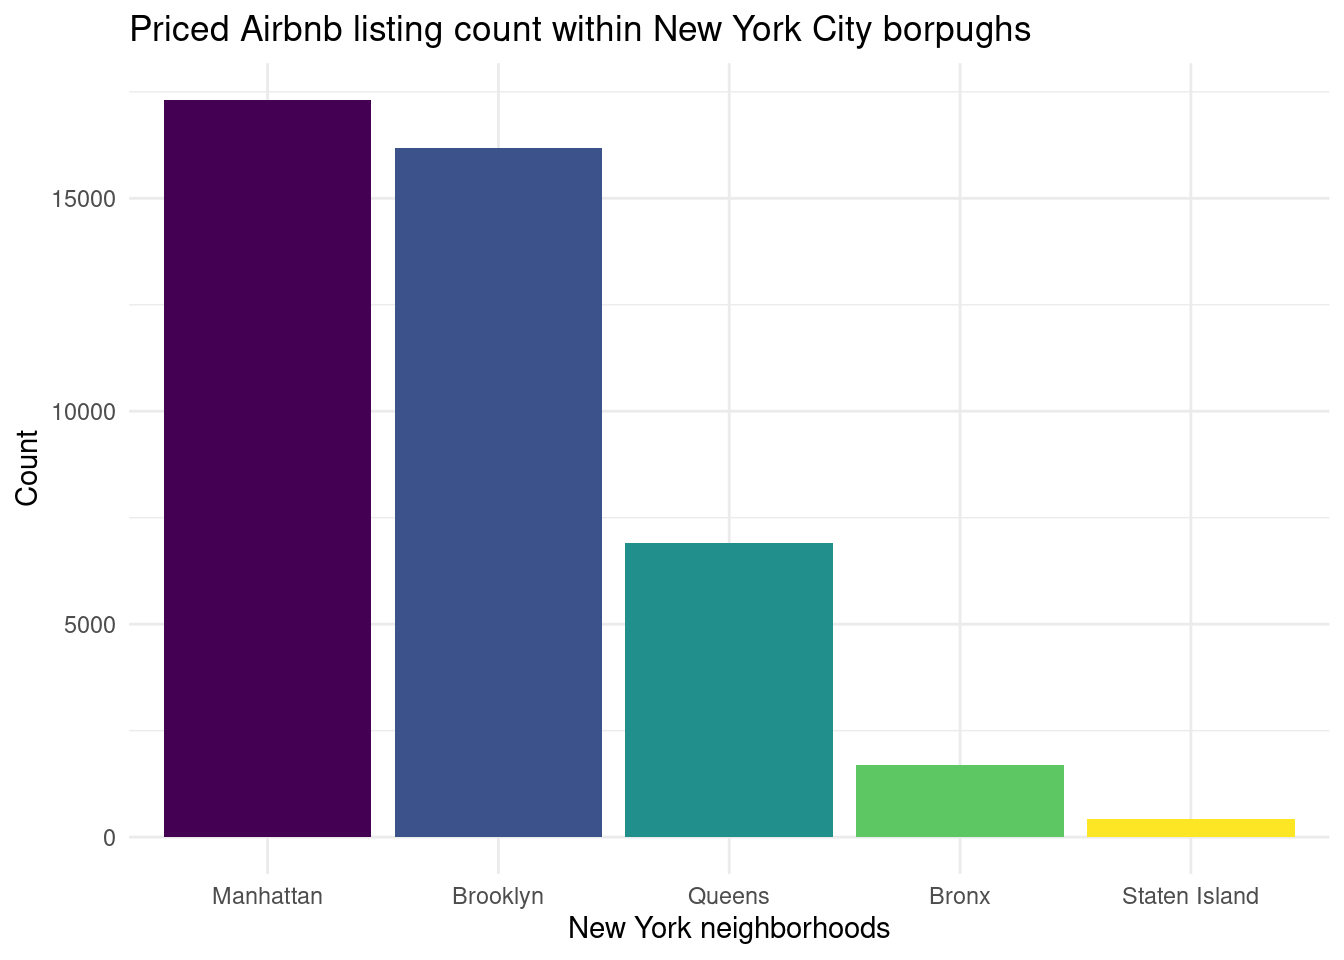 Priced Airbnb listing count within New York City borpughs
Count
15000
10000
5000
0
Manhattan Brooklyn Queens Bronx Staten Island
New York neighborhoods